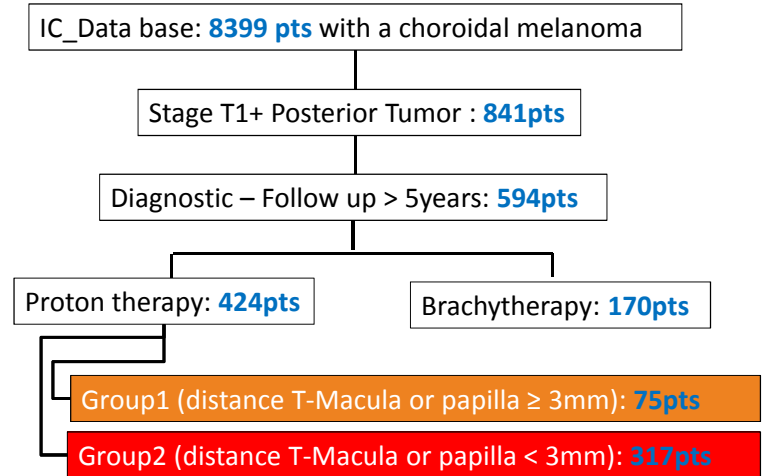 IC_Data base: 8399 pts with a choroidal melanoma
Stage T1+ Posterior Tumor : 841pts
Diagnostic – Follow up > 5years: 594pts
Proton therapy: 424pts
Brachytherapy: 170pts
Group1 (distance T-Macula or papilla ≥ 3mm): 75pts
Group2 (distance T-Macula or papilla < 3mm): 317pts